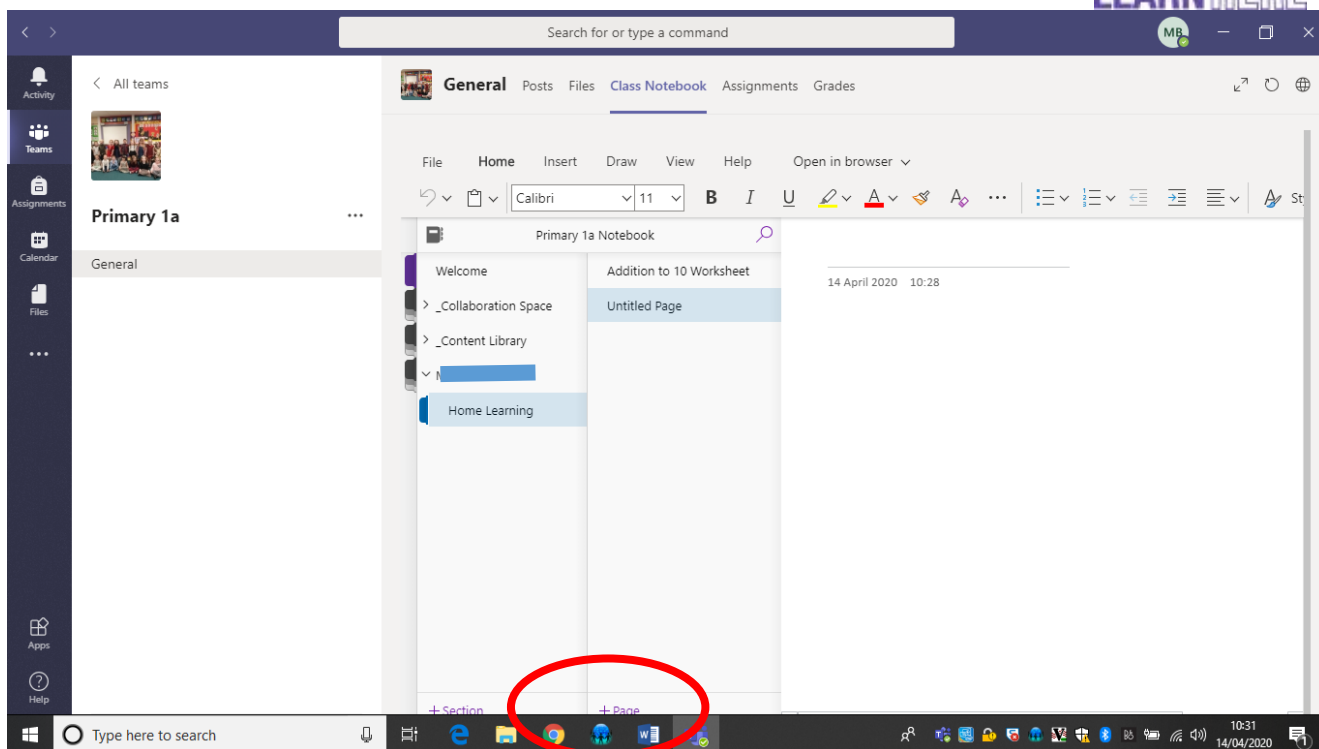 Search for or type a command
MB
Activity
Teams
Assignments
Calendar
Files
Apps
Help
All teams
Primary 1a
General
General Posts Files Class Notebook Assignments Grades
File Home Insert Draw View Help Open in browser
Calibri 11 B I U A A
Primary 1a Notebook
Welcome
_Collaboration Space
_Content Library
Home Learning
+ Section
Addition to 10 Worksheet
Untitled Page
+ Page
14 April 2020 10:28
Type here to search
10:31
14/04/2020